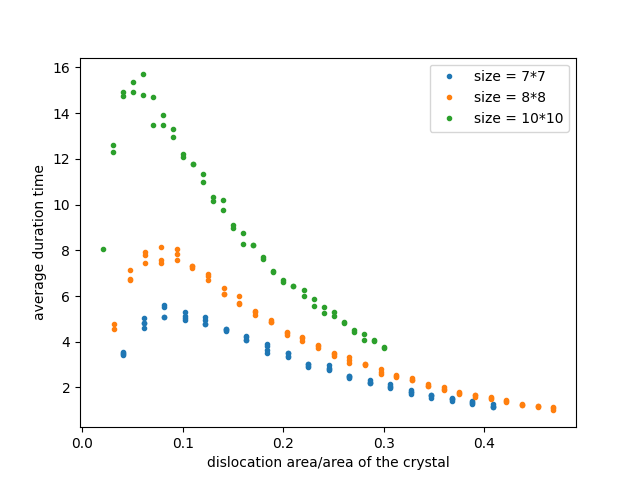 16
14
12
10
8
6
4
2
average duration time
size = 7*7
size = 8*8
size = 10*10
0.0 0.1 0.2 0.3 0.4
dislocation area/area of the crystal